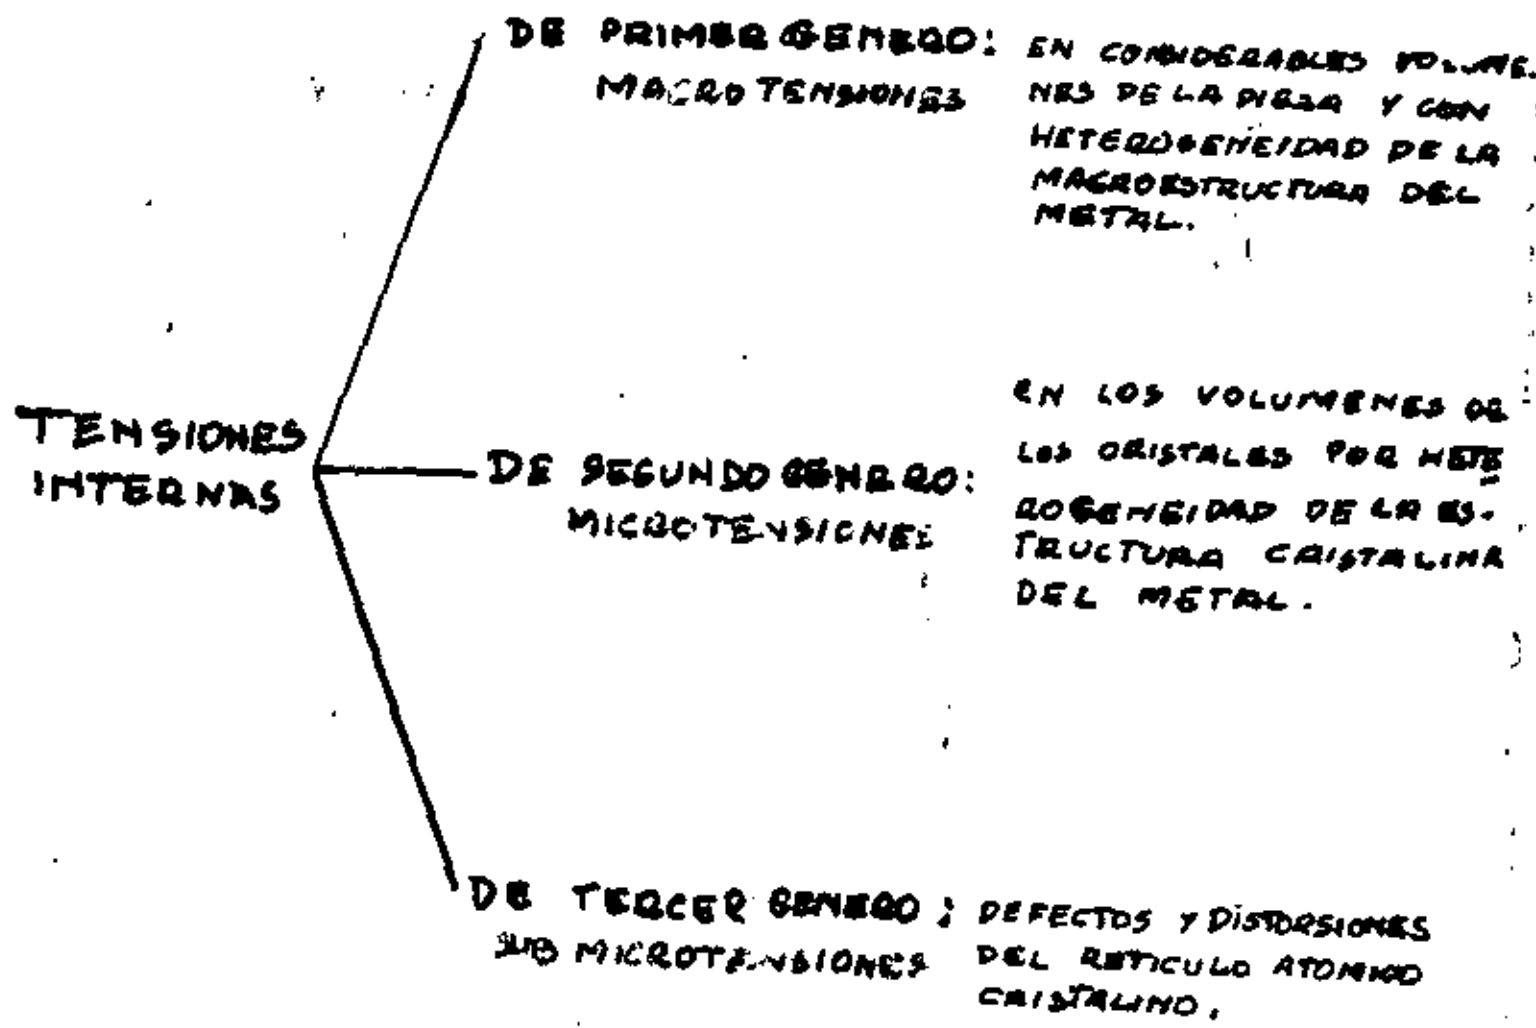 DE PRIMER GENERO:
MACRO TENSIONES
EN CONSIDERABLES VOLUME-
NES DE LA PIEZA Y CON
HETEROGENEIDAD DE LA
MACROESTRUCTURA DEL
METAL.
TENSIONES
INTERNAS
DE SEGUNDO GENERO:
MICROTENSIONES
EN LOS VOLUMENES DE
LOS CRISTALES POR HETE
ROGENEIDAD DE LA ES-
TRUCTURA CRISTALINA
DEL METAL.
DE TERCER GENERO:
SUB MICROTENSIONES
DEFECTOS Y DISTORSIONES
DEL RETICULO ATOMICO
CRISTALINO.